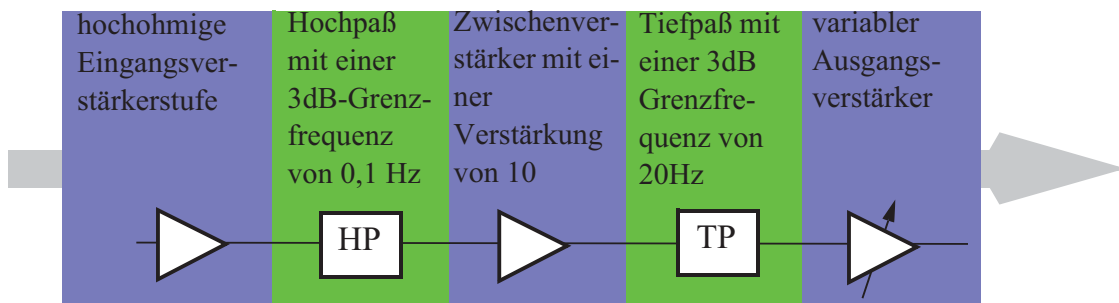 hochohmige
Eingangsver-
stärkerstufe
Hochpaß
mit einer
3dB-Grenz-
frequenz
von 0,1 Hz
Zwischenver-
stärker mit ei-
ner
Verstärkung
von 10
Tiefpaß mit
einer 3dB
Grenzfre-
quenz von
20Hz
variabler
Ausgangs-
verstärker
HP
TP